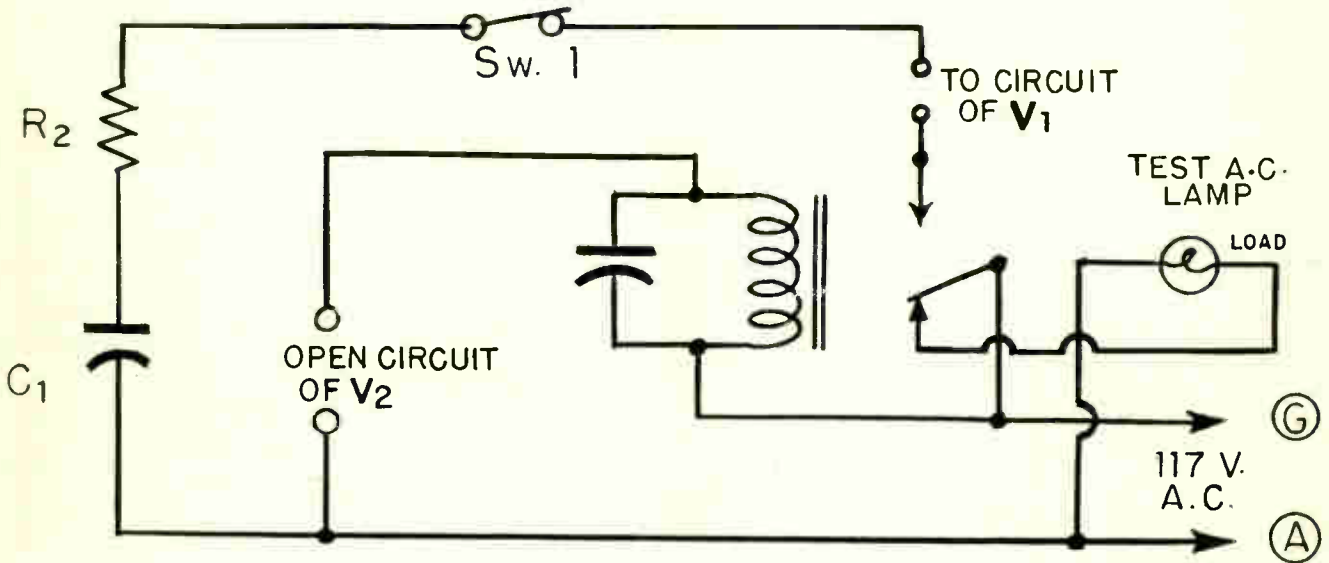 Sw. 1
R2
TO CIRCUIT
OF V1
TEST A.C.
LAMP
LOAD
OPEN CIRCUIT
OF V2
C1
G
117 V.
A.C.
A